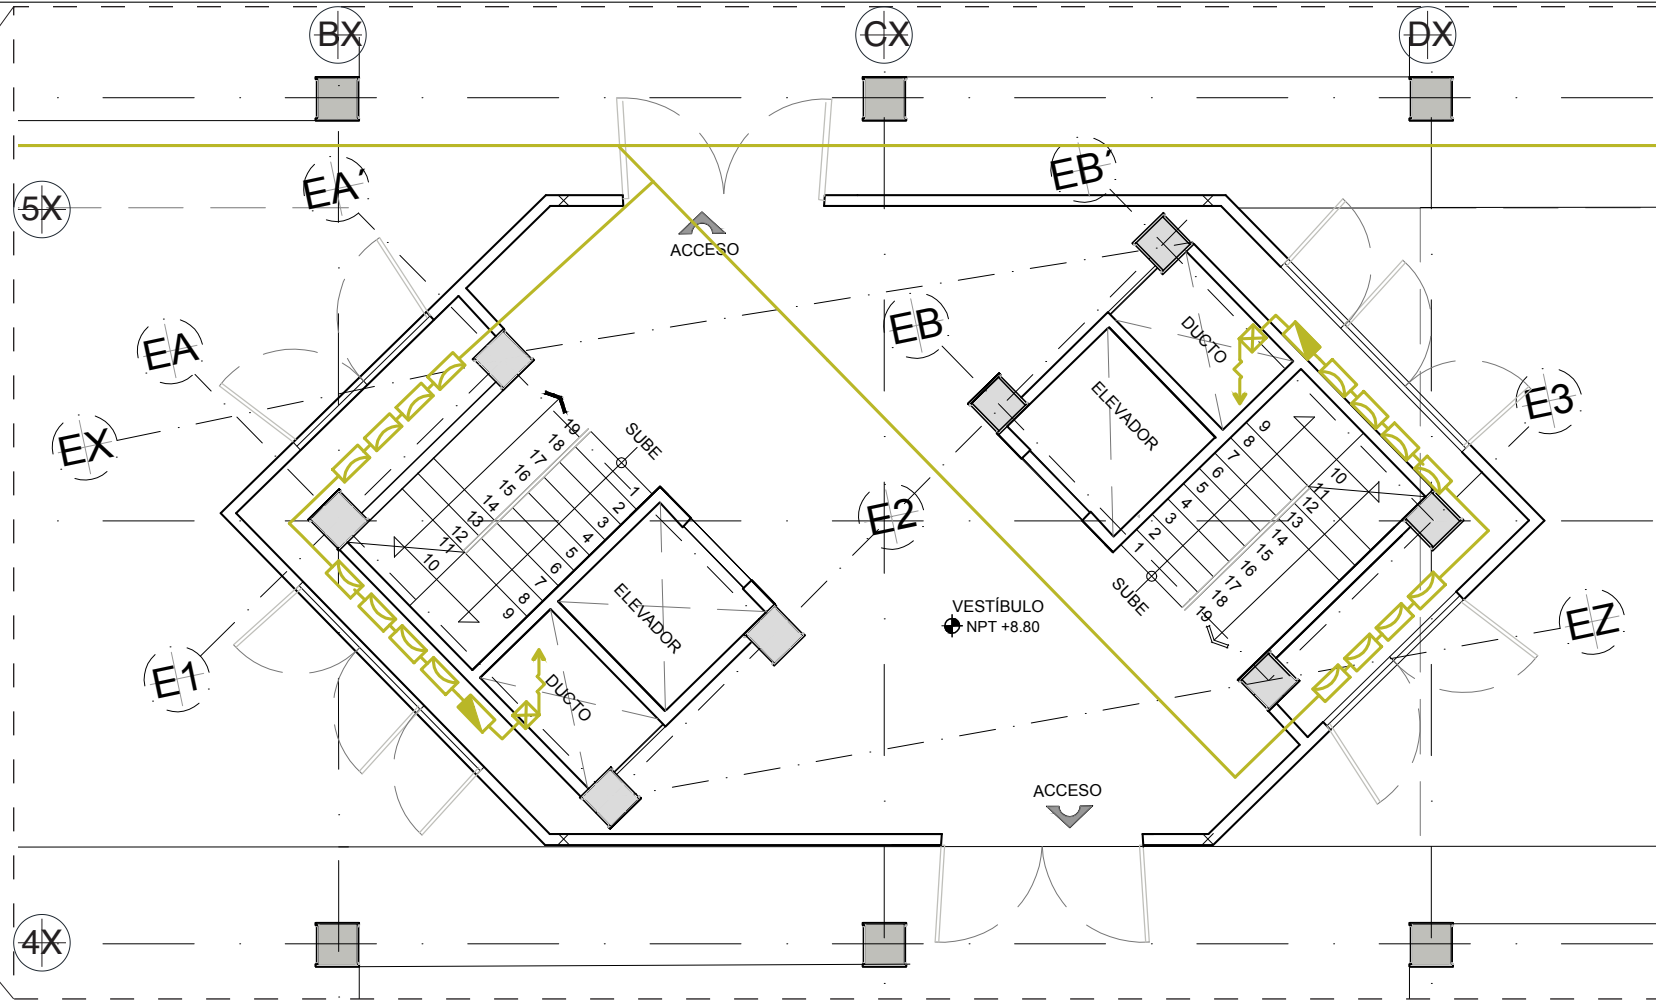 BX
CX
DX
EA´
EB´
5X
ACCESO
EA
EB
DUCTO
EX
ELEVADOR
E3
SUBE
19
18
17
16
15
14
13
12
11
10
1
2
3
4
5
6
7
8
9
E2
9
8
7
6
5
4
3
2
1
10
11
12
13
14
15
16
17
18
19
SUBE
ELEVADOR
VESTÍBULO
NPT +8.80
EZ
E1
DUCTO
ACCESO
4X